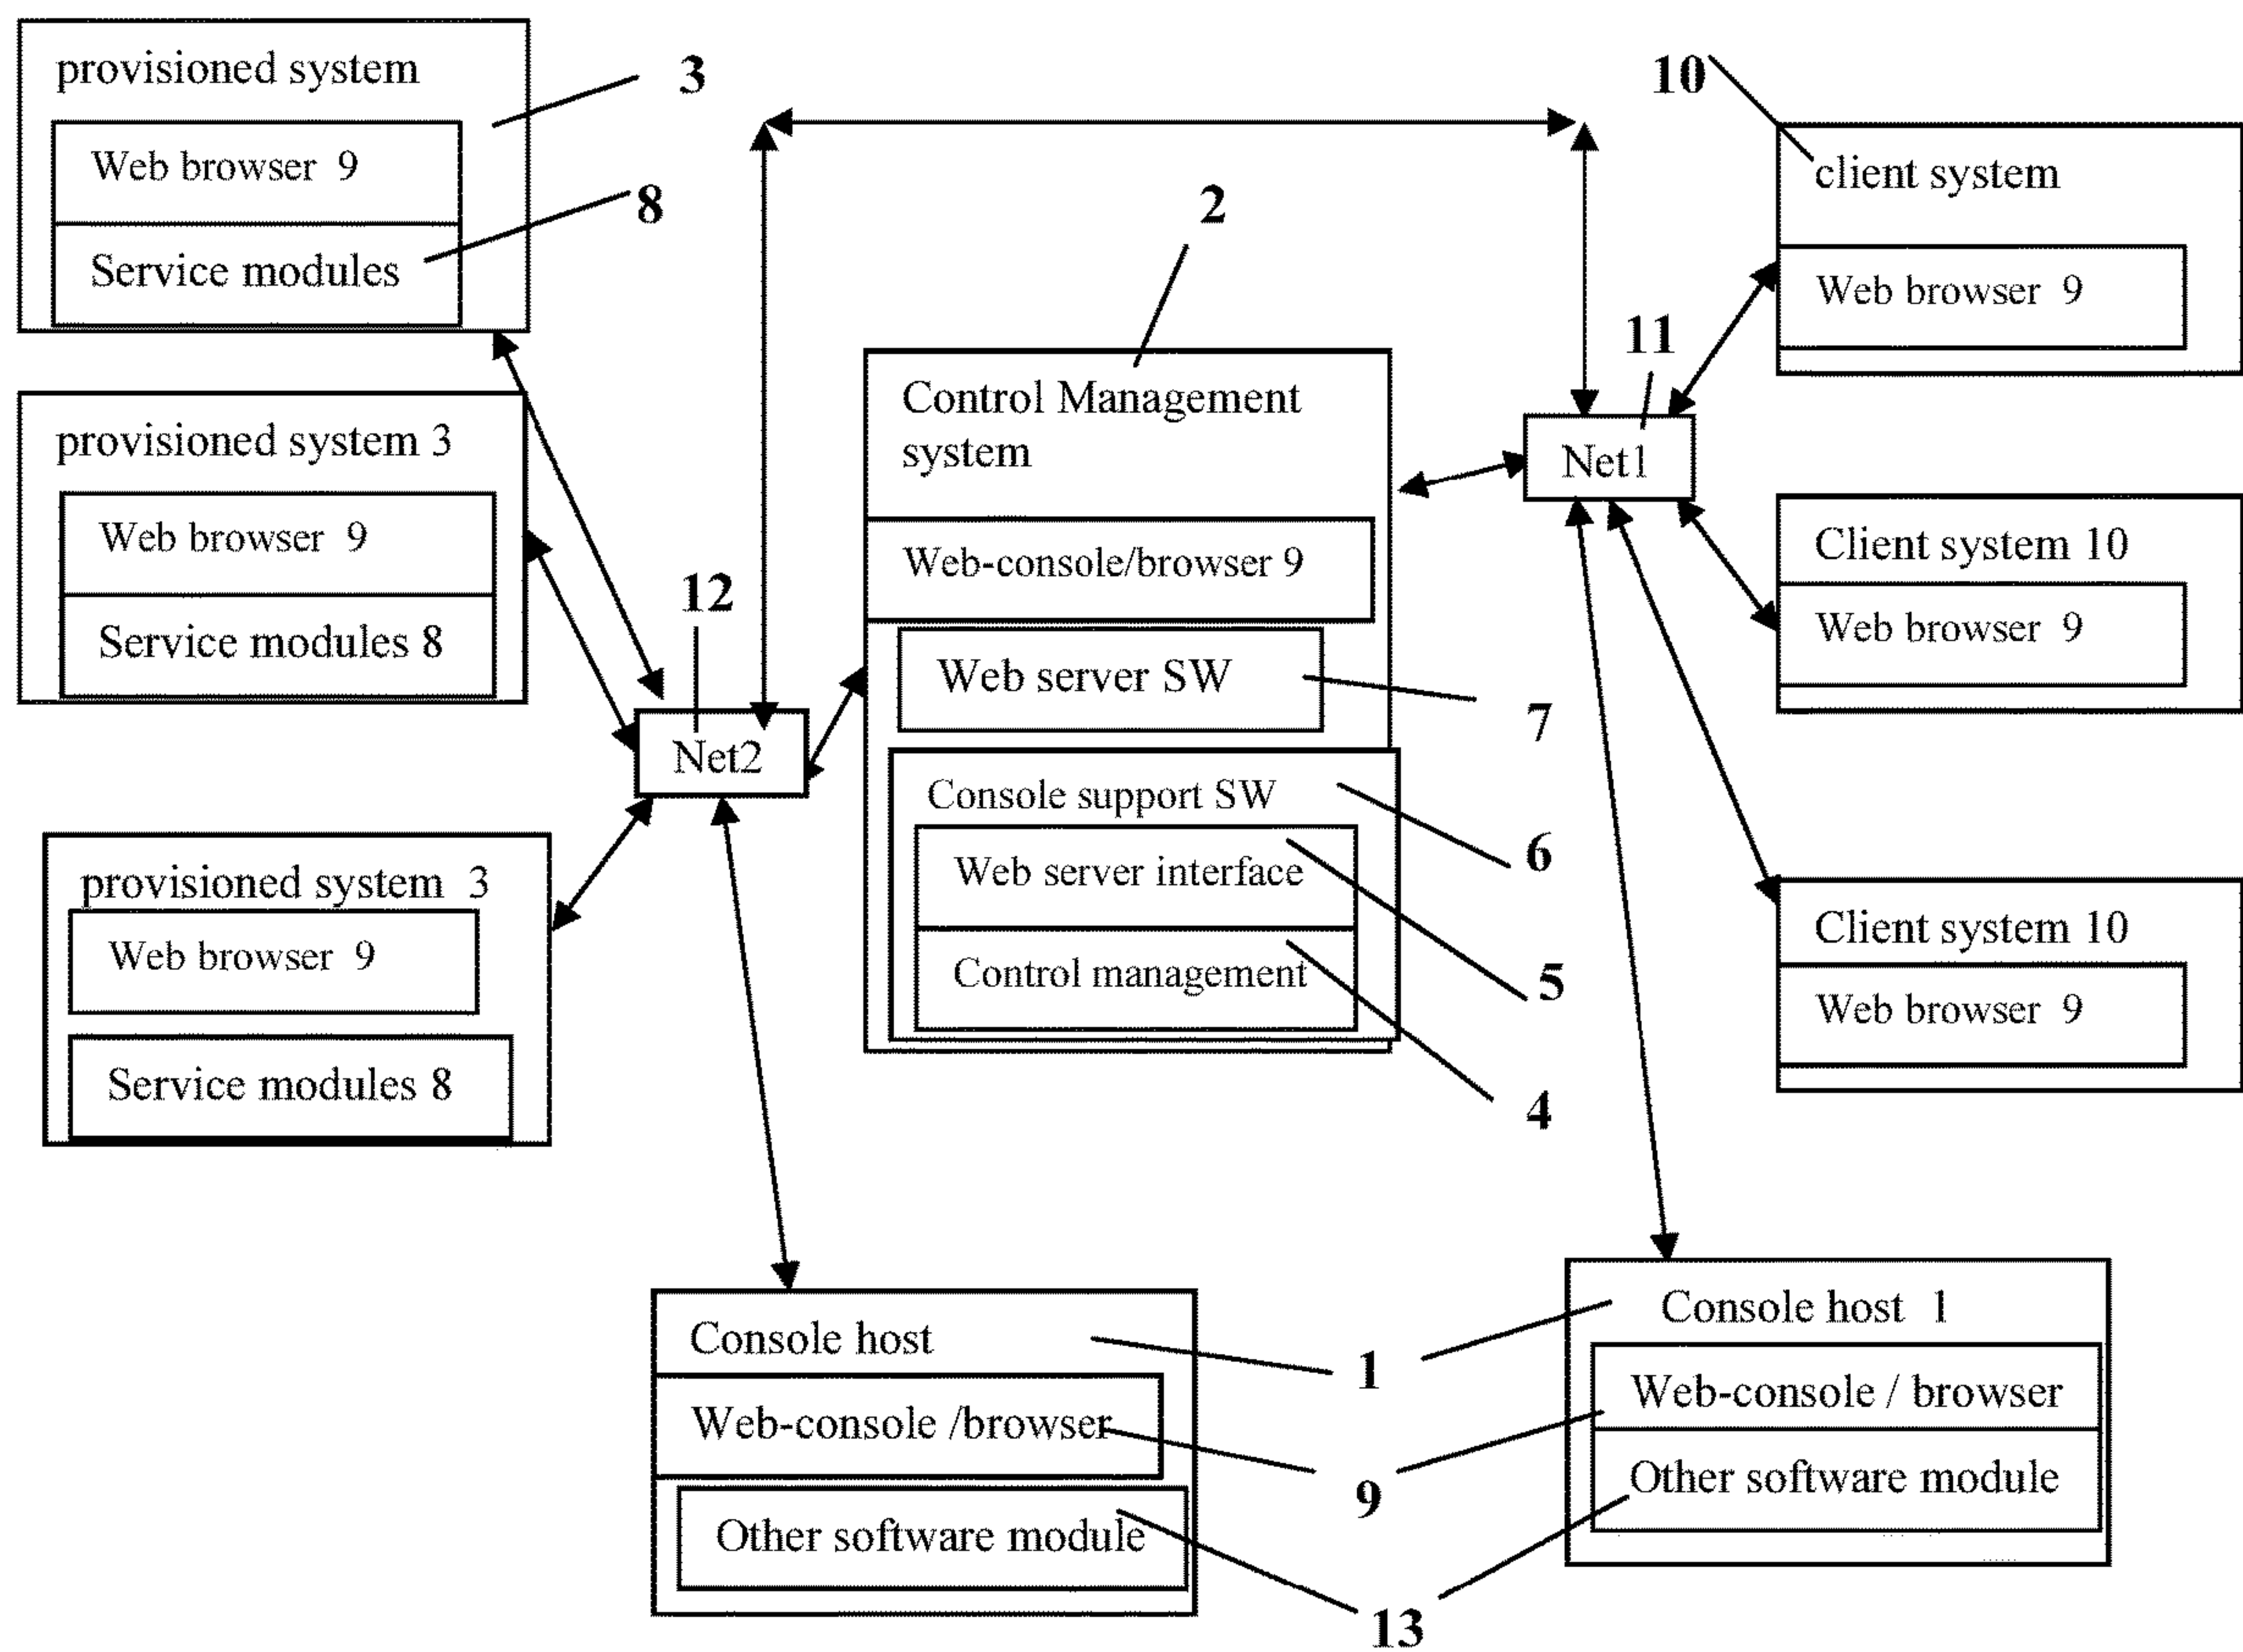 provisioned system
3
Web browser 9
8
Service modules
provisioned system 3
Web browser 9
Service modules 8
provisioned system 3
Web browser 9
Service modules 8
12
Net2
2
Control Management
system
Web-console/browser 9
Web server SW
7
Console support SW
6
Web server interface
5
Control management
4
10
client system
Web browser 9
11
Net1
Client system 10
Web browser 9
Client system 10
Web browser 9
Console host
1
Web-console /browser
9
Other software module
13
Console host 1
Web-console / browser
Other software module